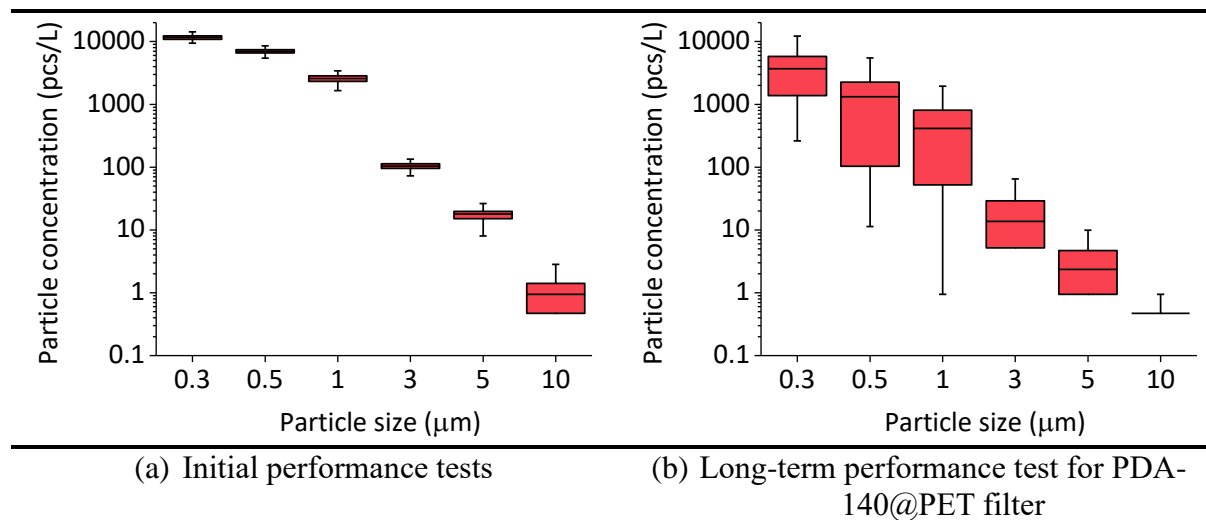 10000
1000
100
10
1
0.1
Particle concentration (pcs/L)
0.3 0.5 1 3 5 10
Particle size (μm)
10000
1000
100
10
1
0.1
Particle concentration (pcs/L)
0.3 0.5 1 3 5 10
Particle size (μm)
(a) Initial performance tests
(b) Long-term performance test for PDA-
140@PET filter